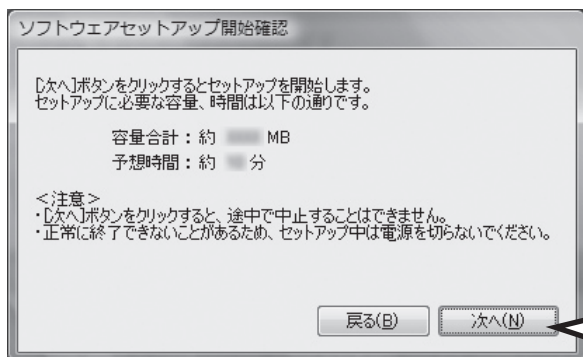 ソフトウェアセットアップ開始確認
[次へ]ボタンをクリックするとセットアップを開始します。
セットアップに必要な容量、時間は以下の通りです。
容量合計：約 MB
予想時間：約 分
＜注意＞
・[次へ]ボタンをクリックすると、途中で中止することはできません。
・正常に終了できないことがあるため、セットアップ中は電源を切らないでください。
戻る(B)
次へ(N)